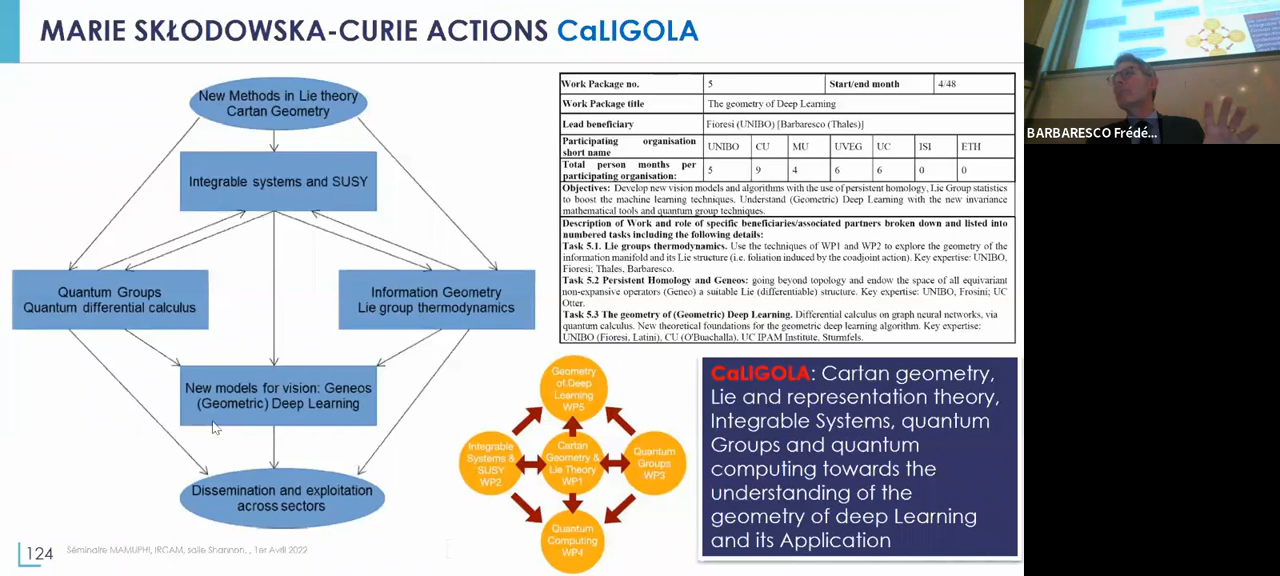 MARIE SKŁODOWSKA-CURIE ACTIONS CaLIGOLA
New Methods in Lie theory
Cartan Geometry
Integrable systems and SUSY
Quantum Groups
Quantum differential calculus
Information Geometry
Lie group thermodynamics
New models for vision: Geneos
(Geometric) Deep Learning
Dissemination and exploitation
across sectors
Work Package no. 5 Start/end month 4/48
Work Package title The geometry of Deep Learning
Lead beneficiary Fioresi (UNIBO) [Barbaresco (Thales)]
Participating organisation
short name UNIBO CU MU UVEG UC ISI ETH
Total person months per
participating organisation: 5 9 4 6 6 0 0
Objectives: Develop new vision models and algorithms with the use of persistent homology, Lie Group statistics
to boost the machine learning techniques. Understand (Geometric) Deep Learning with the new invariance
mathematical tools and quantum group techniques.
Description of Work and role of specific beneficiaries/associated partners broken down and listed into
numbered tasks including the following details:
Task 5.1. Lie groups thermodynamics. Use the techniques of WP1 and WP2 to explore the geometry of the
information manifold and its Lie structure (i.e. foliation induced by the coadjoint action). Key expertise: UNIBO,
Fioresi; Thales, Barbaresco.
Task 5.2 Persistent Homology and Geneos: going beyond topology and endow the space of all equivariant
non-expansive operators (Geneo) a suitable Lie (differentiable) structure. Key expertise: UNIBO, Frosini; UC
Otter.
Task 5.3 The geometry of (Geometric) Deep Learning. Differential calculus on graph neural networks, via
quantum calculus. New theoretical foundations for the geometric deep learning algorithm. Key expertise:
UNIBO (Fioresi, Latini), CU (O'Buachalla), UC IPAM Institute, Sturmfels.
Geometry
of Deep
Learning
WP5
Integrable
Systems &
SUSY
WP2
Cartan
Geometry &
Lie Theory
WP1
Quantum
Groups
WP3
Quantum
Computing
WP4
CaLIGOLA: Cartan geometry,
Lie and representation theory,
Integrable Systems, quantum
Groups and quantum
computing towards the
understanding of the
geometry of deep Learning
and its Application
124 Séminaire MAMUPHI, IRCAM, salle Shannon, , 1er Avril 2022
BARBARESCO Frédé...